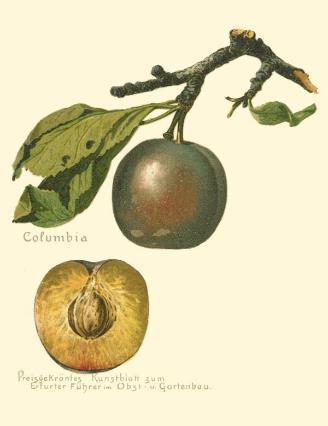 Columbia
Preisgekröntes Kunstblatt zum
Erfurter Führer im Obst- u. Gartenbau.